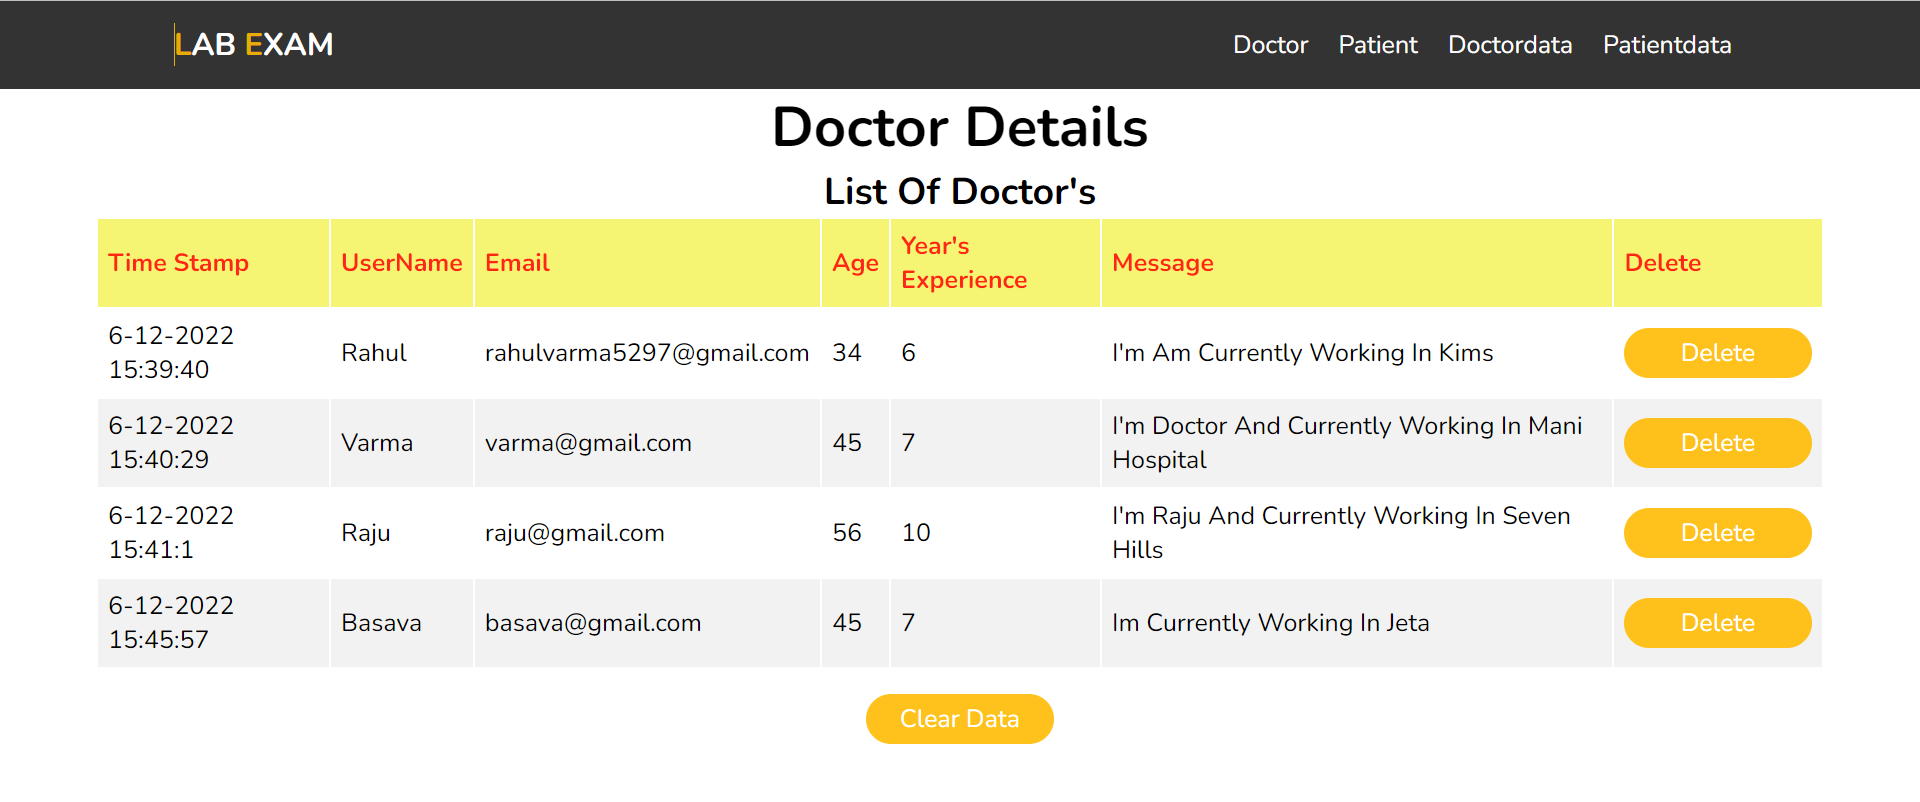 LAB EXAM
Doctor Patient Doctordata Patientdata
Doctor Details
List Of Doctor's
Time Stamp UserName Email Age Year's Experience Message Delete
6-12-2022 15:39:40 Rahul rahulvarma5297@gmail.com 34 6 I'm Am Currently Working In Kims Delete
6-12-2022 15:40:29 Varma varma@gmail.com 45 7 I'm Doctor And Currently Working In Mani Hospital Delete
6-12-2022 15:41:1 Raju raju@gmail.com 56 10 I'm Raju And Currently Working In Seven Hills Delete
6-12-2022 15:45:57 Basava basava@gmail.com 45 7 Im Currently Working In Jeta Delete
Clear Data